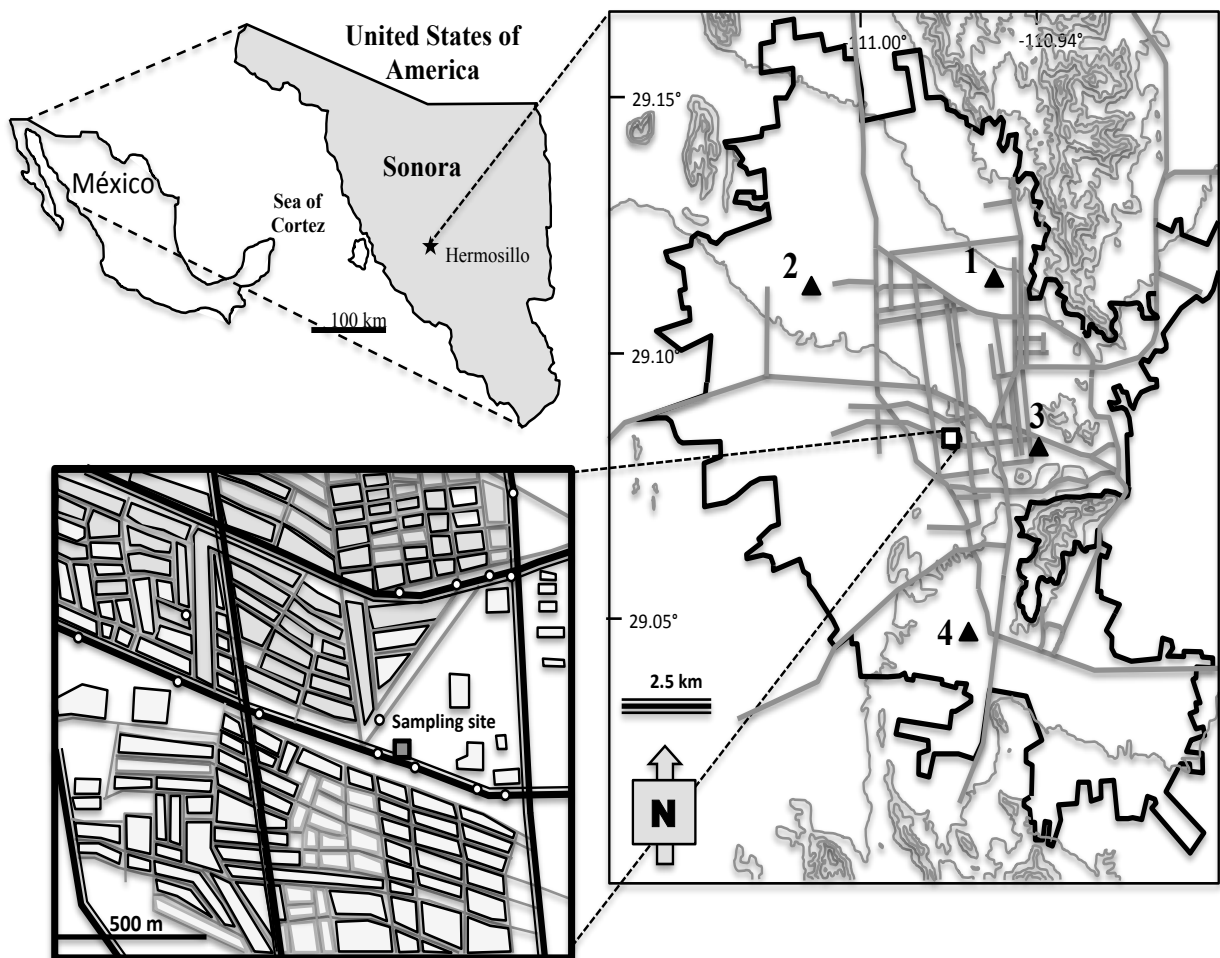 United States of
America
Sonora
México
Sea of
Cortez
Hermosillo
100 km
-111.00°
-110.94°
29.15°
2
1
29.10°
3
29.05°
4
2.5 km
N
Sampling site
500 m